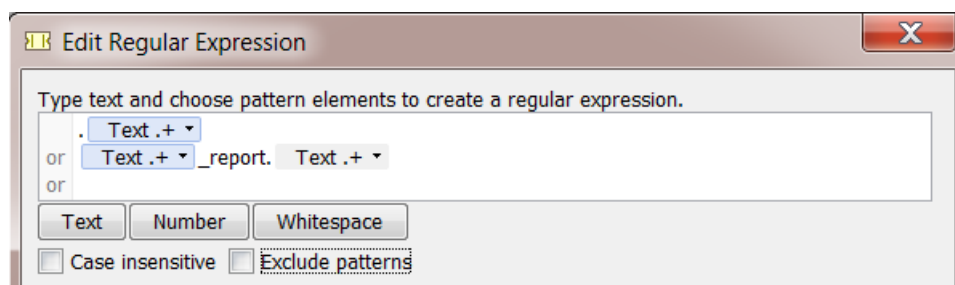 Edit Regular Expression
Type text and choose pattern elements to create a regular expression.
. Text .+
or Text .+ _report. Text .+
or
Text Number Whitespace
Case insensitive Exclude patterns